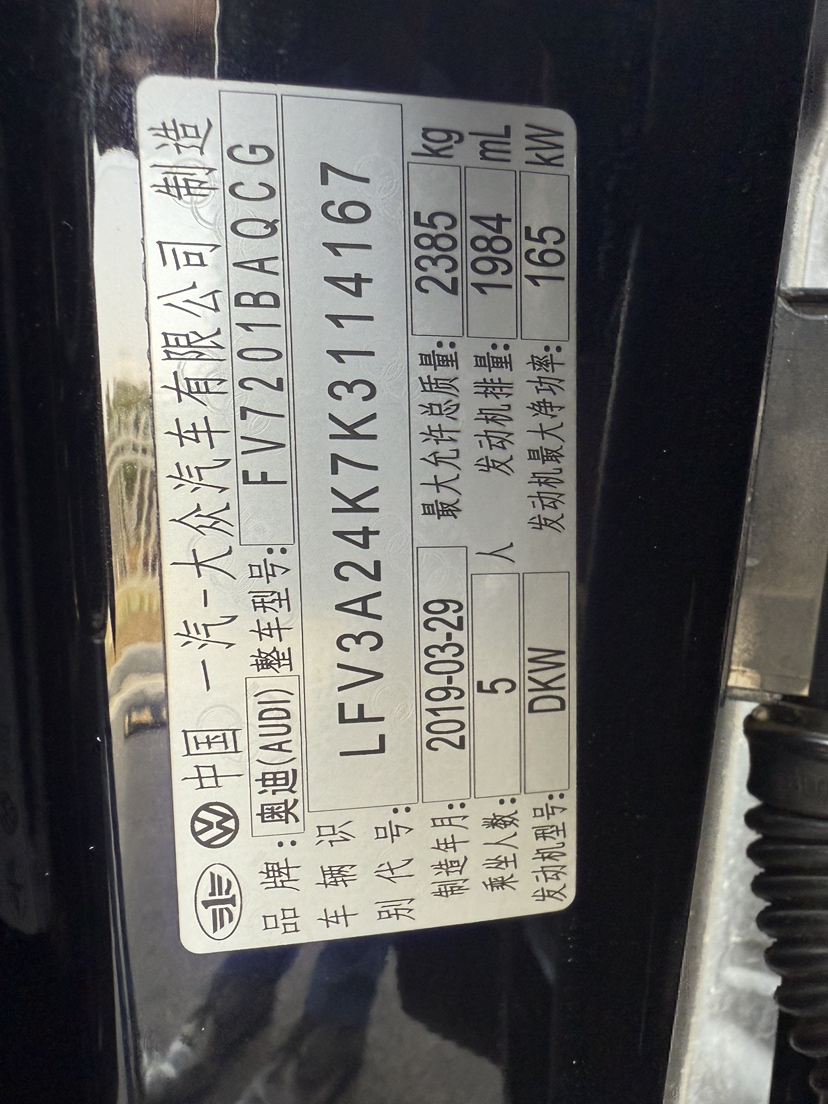 中国 一汽-大众汽车有限公司 制造
品牌: 奥迪(AUDI) 整车型号: FV7201BAQCG
车辆识别代号: LFV3A24K7K3114167
制造年月: 2019-03-29 最大允许总质量: 2385 kg
乘坐人数: 5 人 发动机排量: 1984 mL
发动机型号: DKW 发动机最大净功率: 165 kW